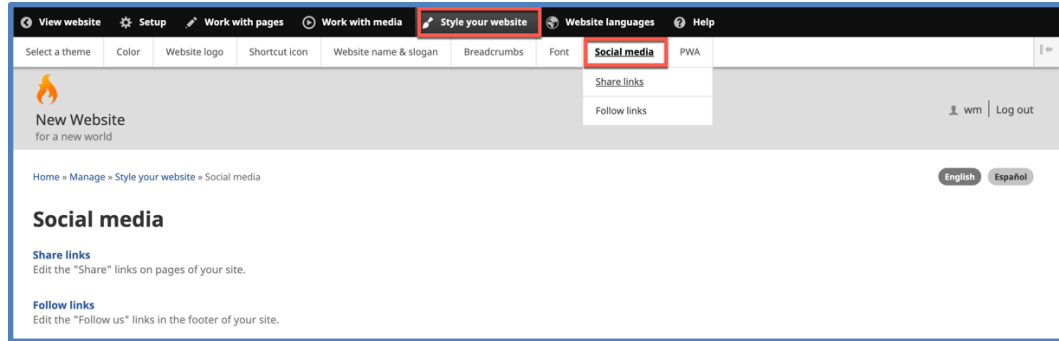 View website Setup Work with pages Work with media Style your website Website languages Help
Select a theme Color Website logo Shortcut icon Website name & slogan Breadcrumbs Font Social media PWA
Share links
Follow links
New Website
for a new world
wm Log out
Home » Manage » Style your website » Social media
English Español
Social media
Share links
Edit the "Share" links on pages of your site.
Follow links
Edit the "Follow us" links in the footer of your site.